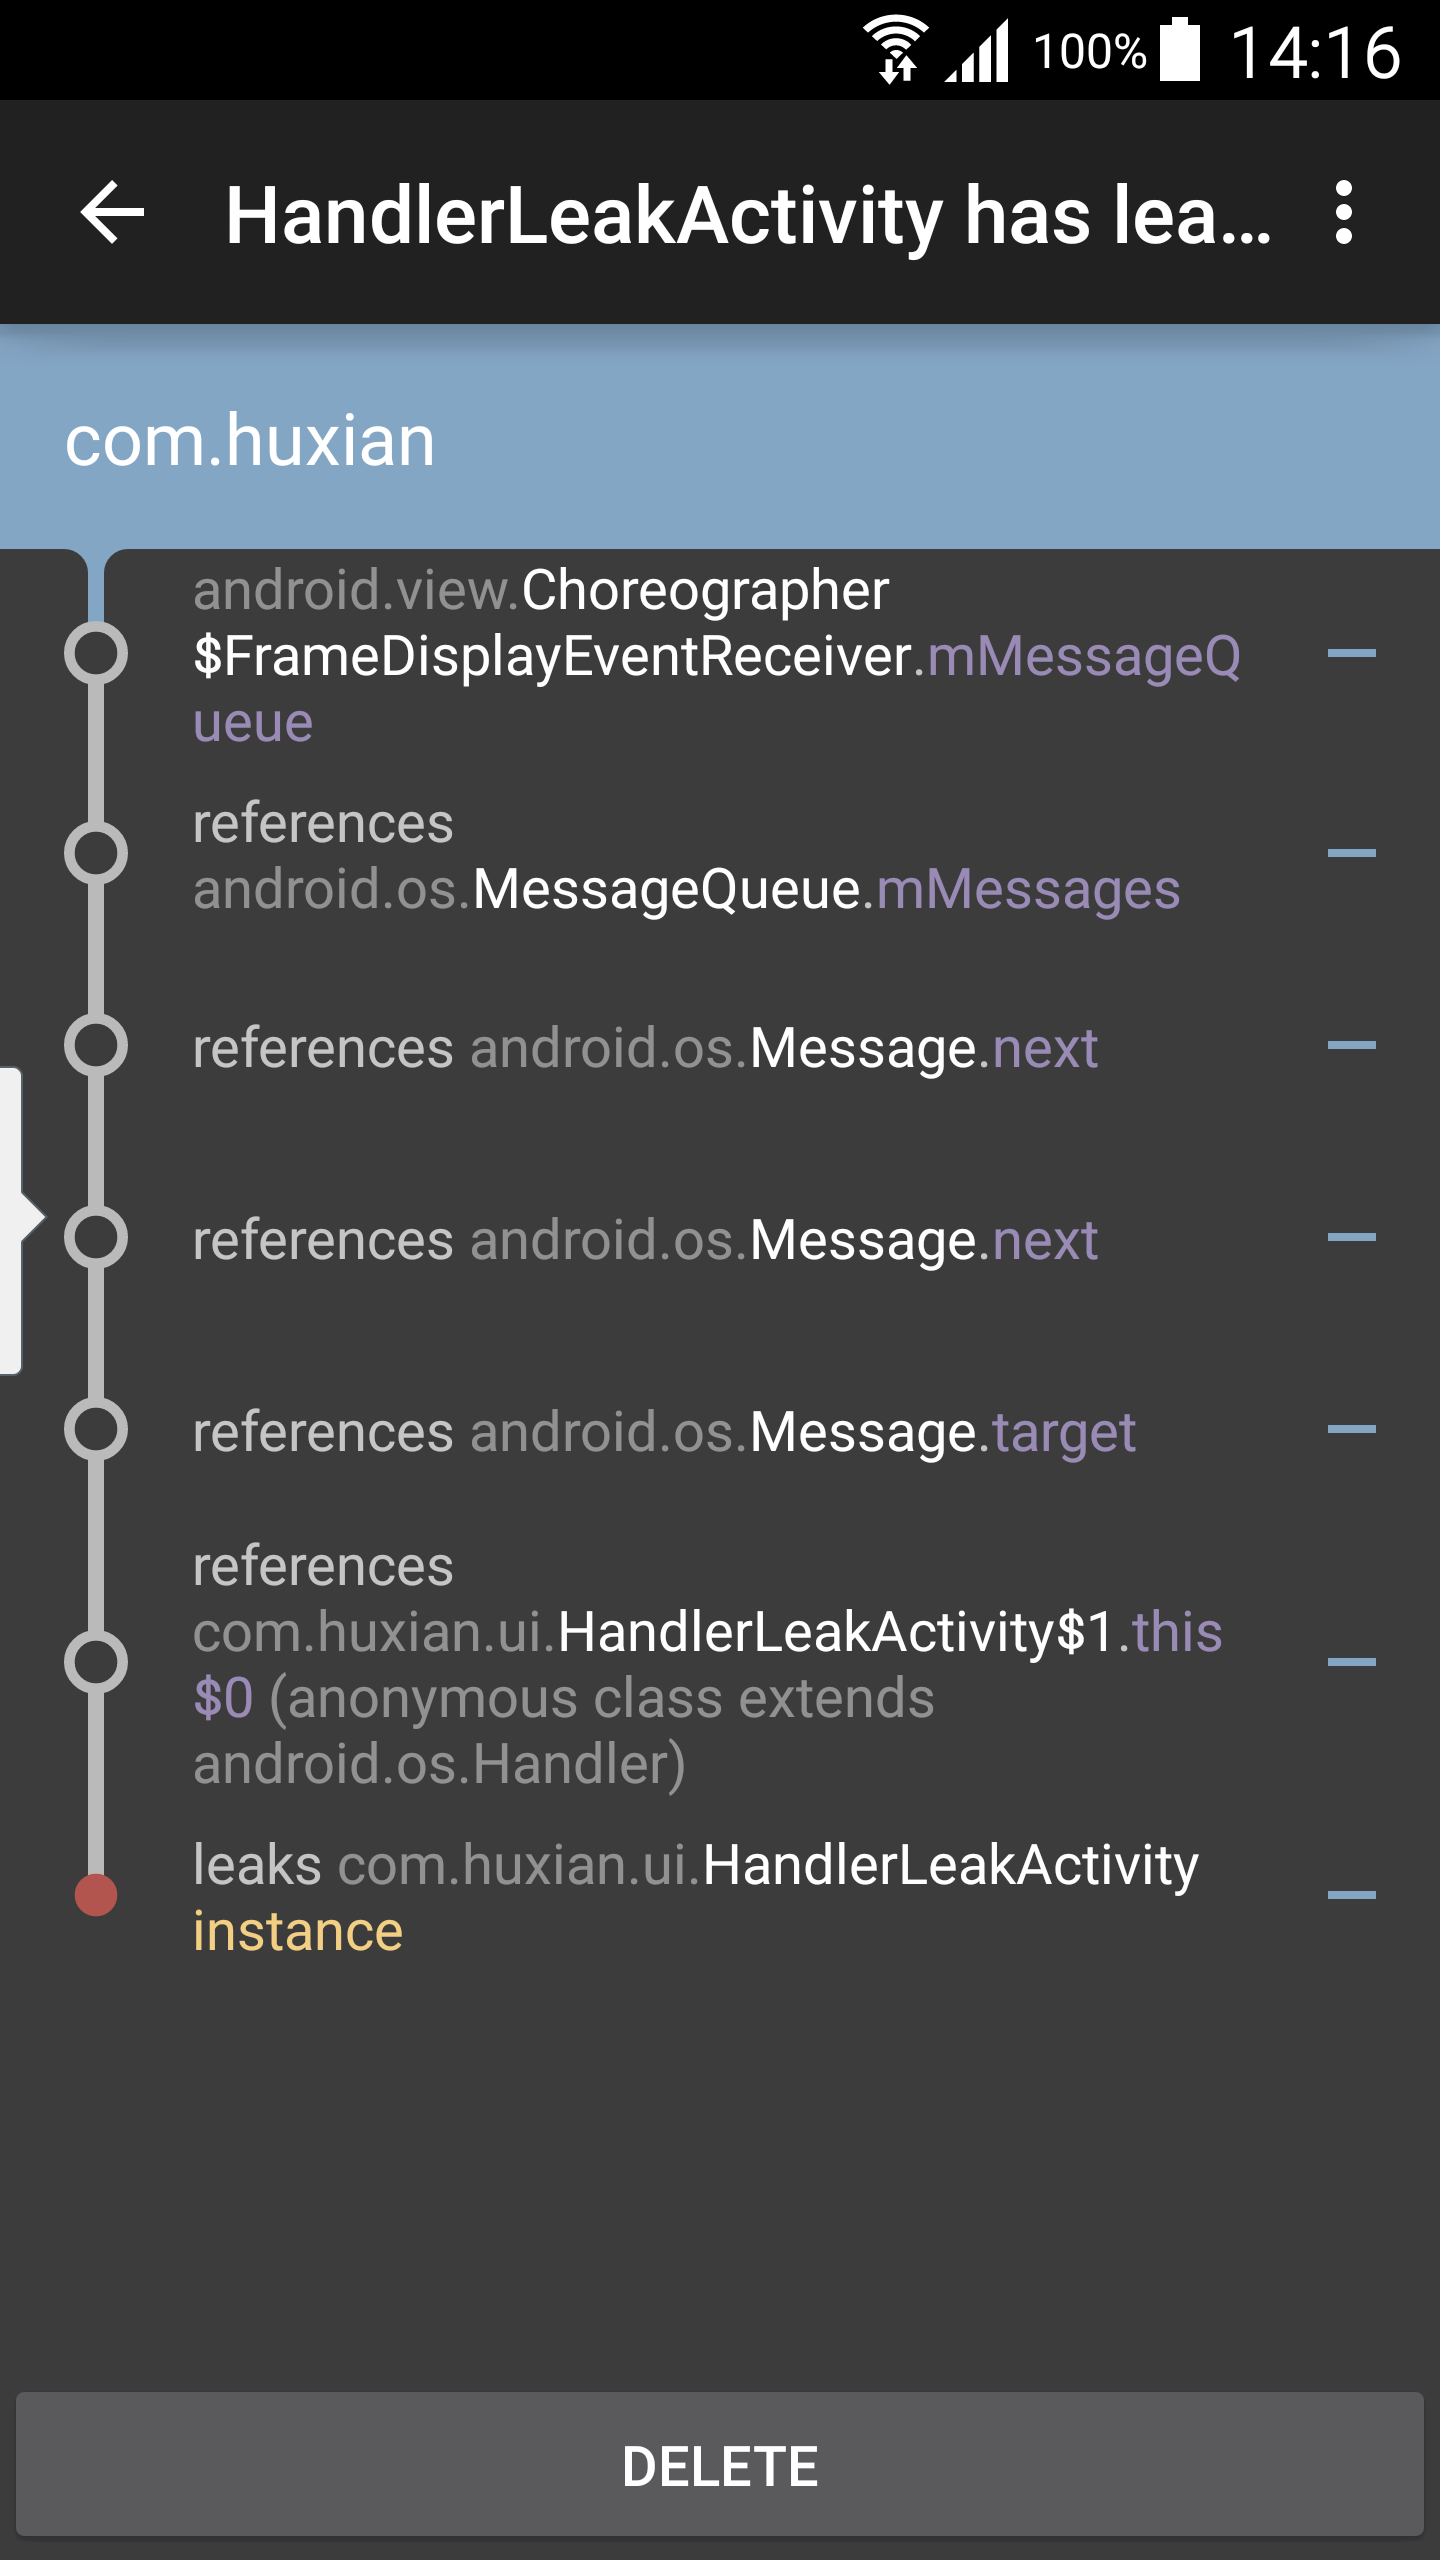 100% 14:16
HandlerLeakActivity has lea…
com.huxian
android.view.Choreographer
$FrameDisplayEventReceiver.mMessageQ
ueue
references
android.os.MessageQueue.mMessages
references android.os.Message.next
references android.os.Message.next
references android.os.Message.target
references
com.huxian.ui.HandlerLeakActivity$1.this
$0 (anonymous class extends
android.os.Handler)
leaks com.huxian.ui.HandlerLeakActivity
instance
DELETE